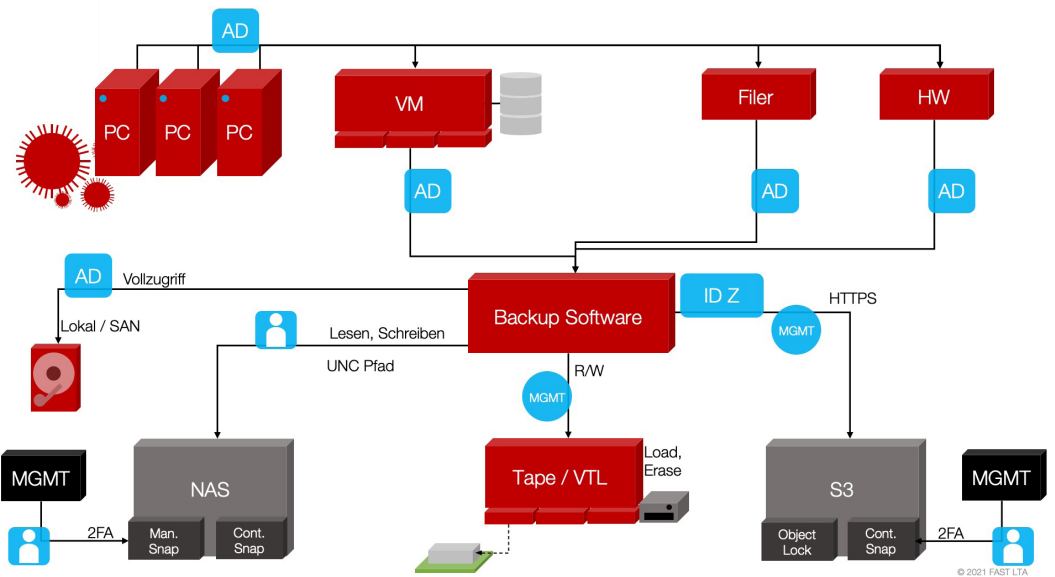 AD
PC
PC
PC
VM
Filer
HW
AD
AD
AD
AD
Vollzugriff
Lokal / SAN
Backup Software
ID Z
HTTPS
MGMT
Lesen, Schreiben
UNC Pfad
R/W
MGMT
MGMT
NAS
2FA
Man.
Snap
Cont.
Snap
Tape / VTL
Load,
Erase
S3
Object
Lock
Cont.
Snap
2FA
MGMT
© 2021 FAST LTA